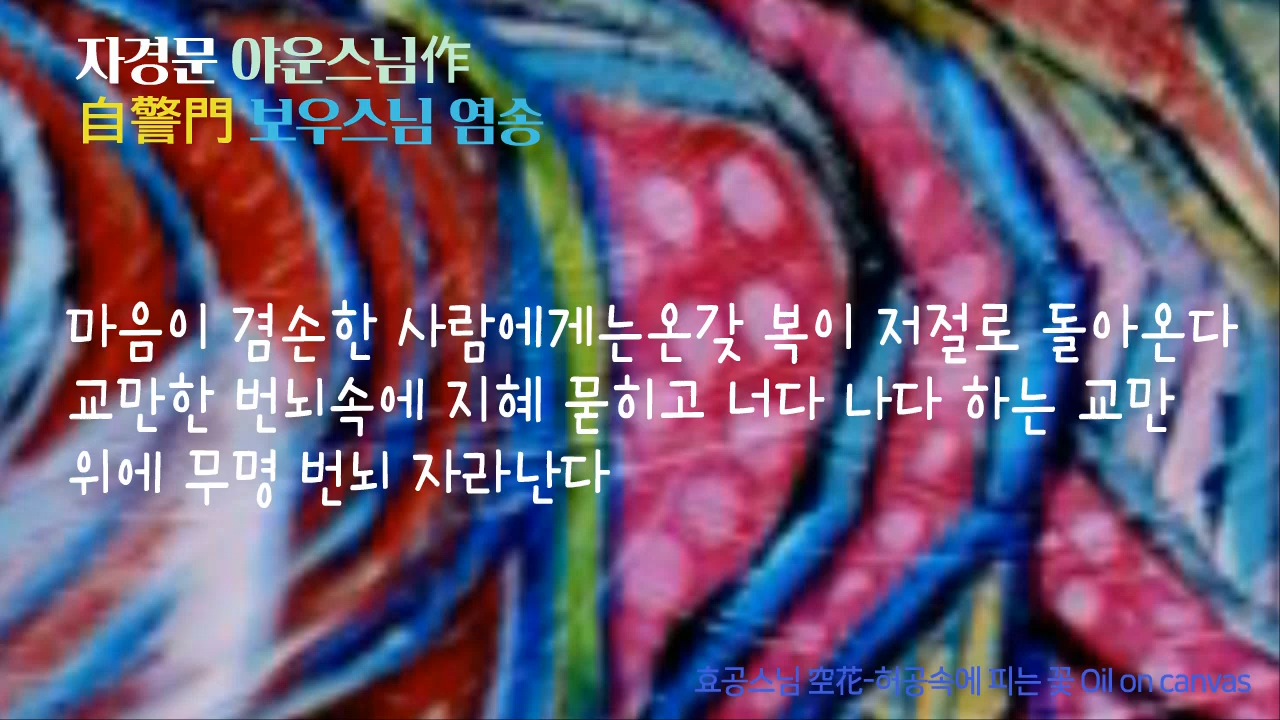 자경문 야운스님作
自警門 보우스님 염송
마음이 겸손한 사람에게는온갖 복이 저절로 돌아온다
교만한 번뇌속에 지혜 묻히고 너다 나다 하는 교만
위에 무명 번뇌 자라난다
효공스님 空花-허공속에 피는 꽃 Oil on canvas